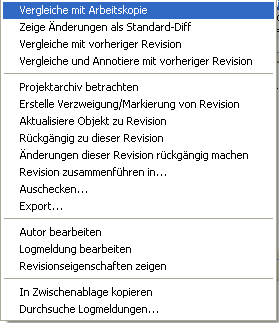 Vergleiche mit Arbeitskopie
Zeige Änderungen als Standard-Diff
Vergleiche mit vorheriger Revision
Vergleiche und Annotiere mit vorheriger Revision
Projektarchiv betrachten
Erstelle Verzweigung/Markierung von Revision
Aktualisiere Objekt zu Revision
Rückgängig zu dieser Revision
Änderungen dieser Revision rückgängig machen
Revision zusammenführen in...
Auschecken...
Export...
Autor bearbeiten
Logmeldung bearbeiten
Revisionseigenschaften zeigen
In Zwischenablage kopieren
Durchsuche Logmeldungen...